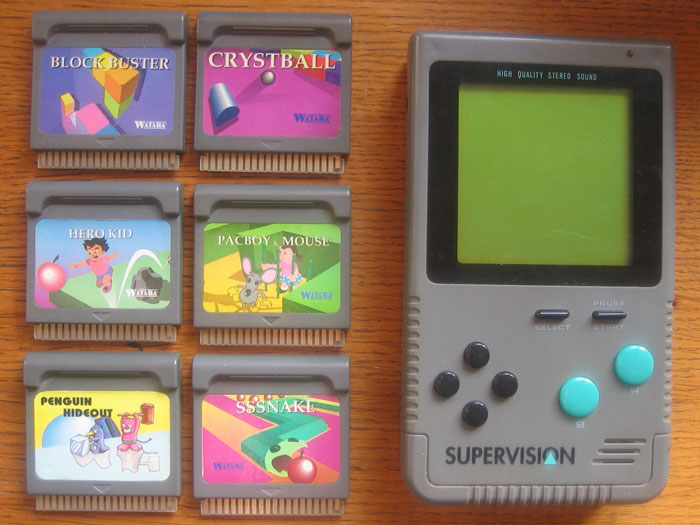 BLOCK BUSTER
WATARA
CRYSTBALL
WATARA
HERO KID
WATARA
PACBOY & MOUSE
WATARA
PENGUIN
HIDEOUT
SSSNAKE
WATARA
HIGH QUALITY STEREO SOUND
SELECT
PAUSE
START
B
A
SUPERVISION